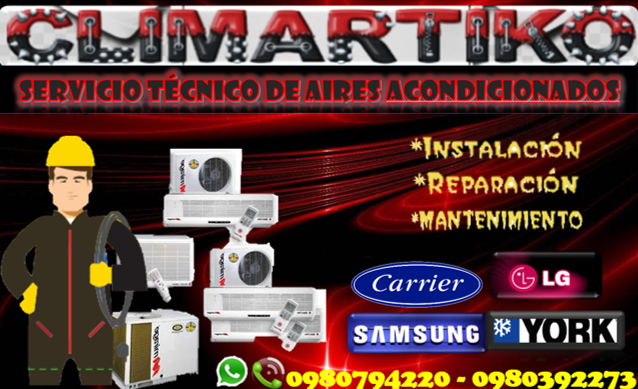 CLIMARTIKO
SERVICIO TÉCNICO DE AIRES ACONDICIONADOS
*INSTALACIÓN
*REPARACIÓN
*MANTENIMIENTO
Carrier
LG
SAMSUNG
YORK
0980794220 - 0980392273